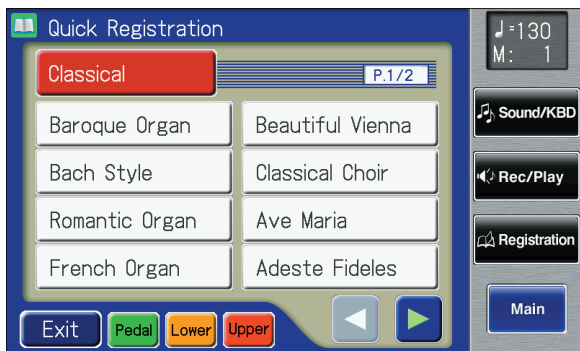 Quick Registration
Classical
P.1/2
Baroque Organ
Beautiful Vienna
Bach Style
Classical Choir
Romantic Organ
Ave Maria
French Organ
Adeste Fideles
Exit
Pedal
Lower
Upper
♩=130
M: 1
Sound/KBD
Rec/Play
Registration
Main